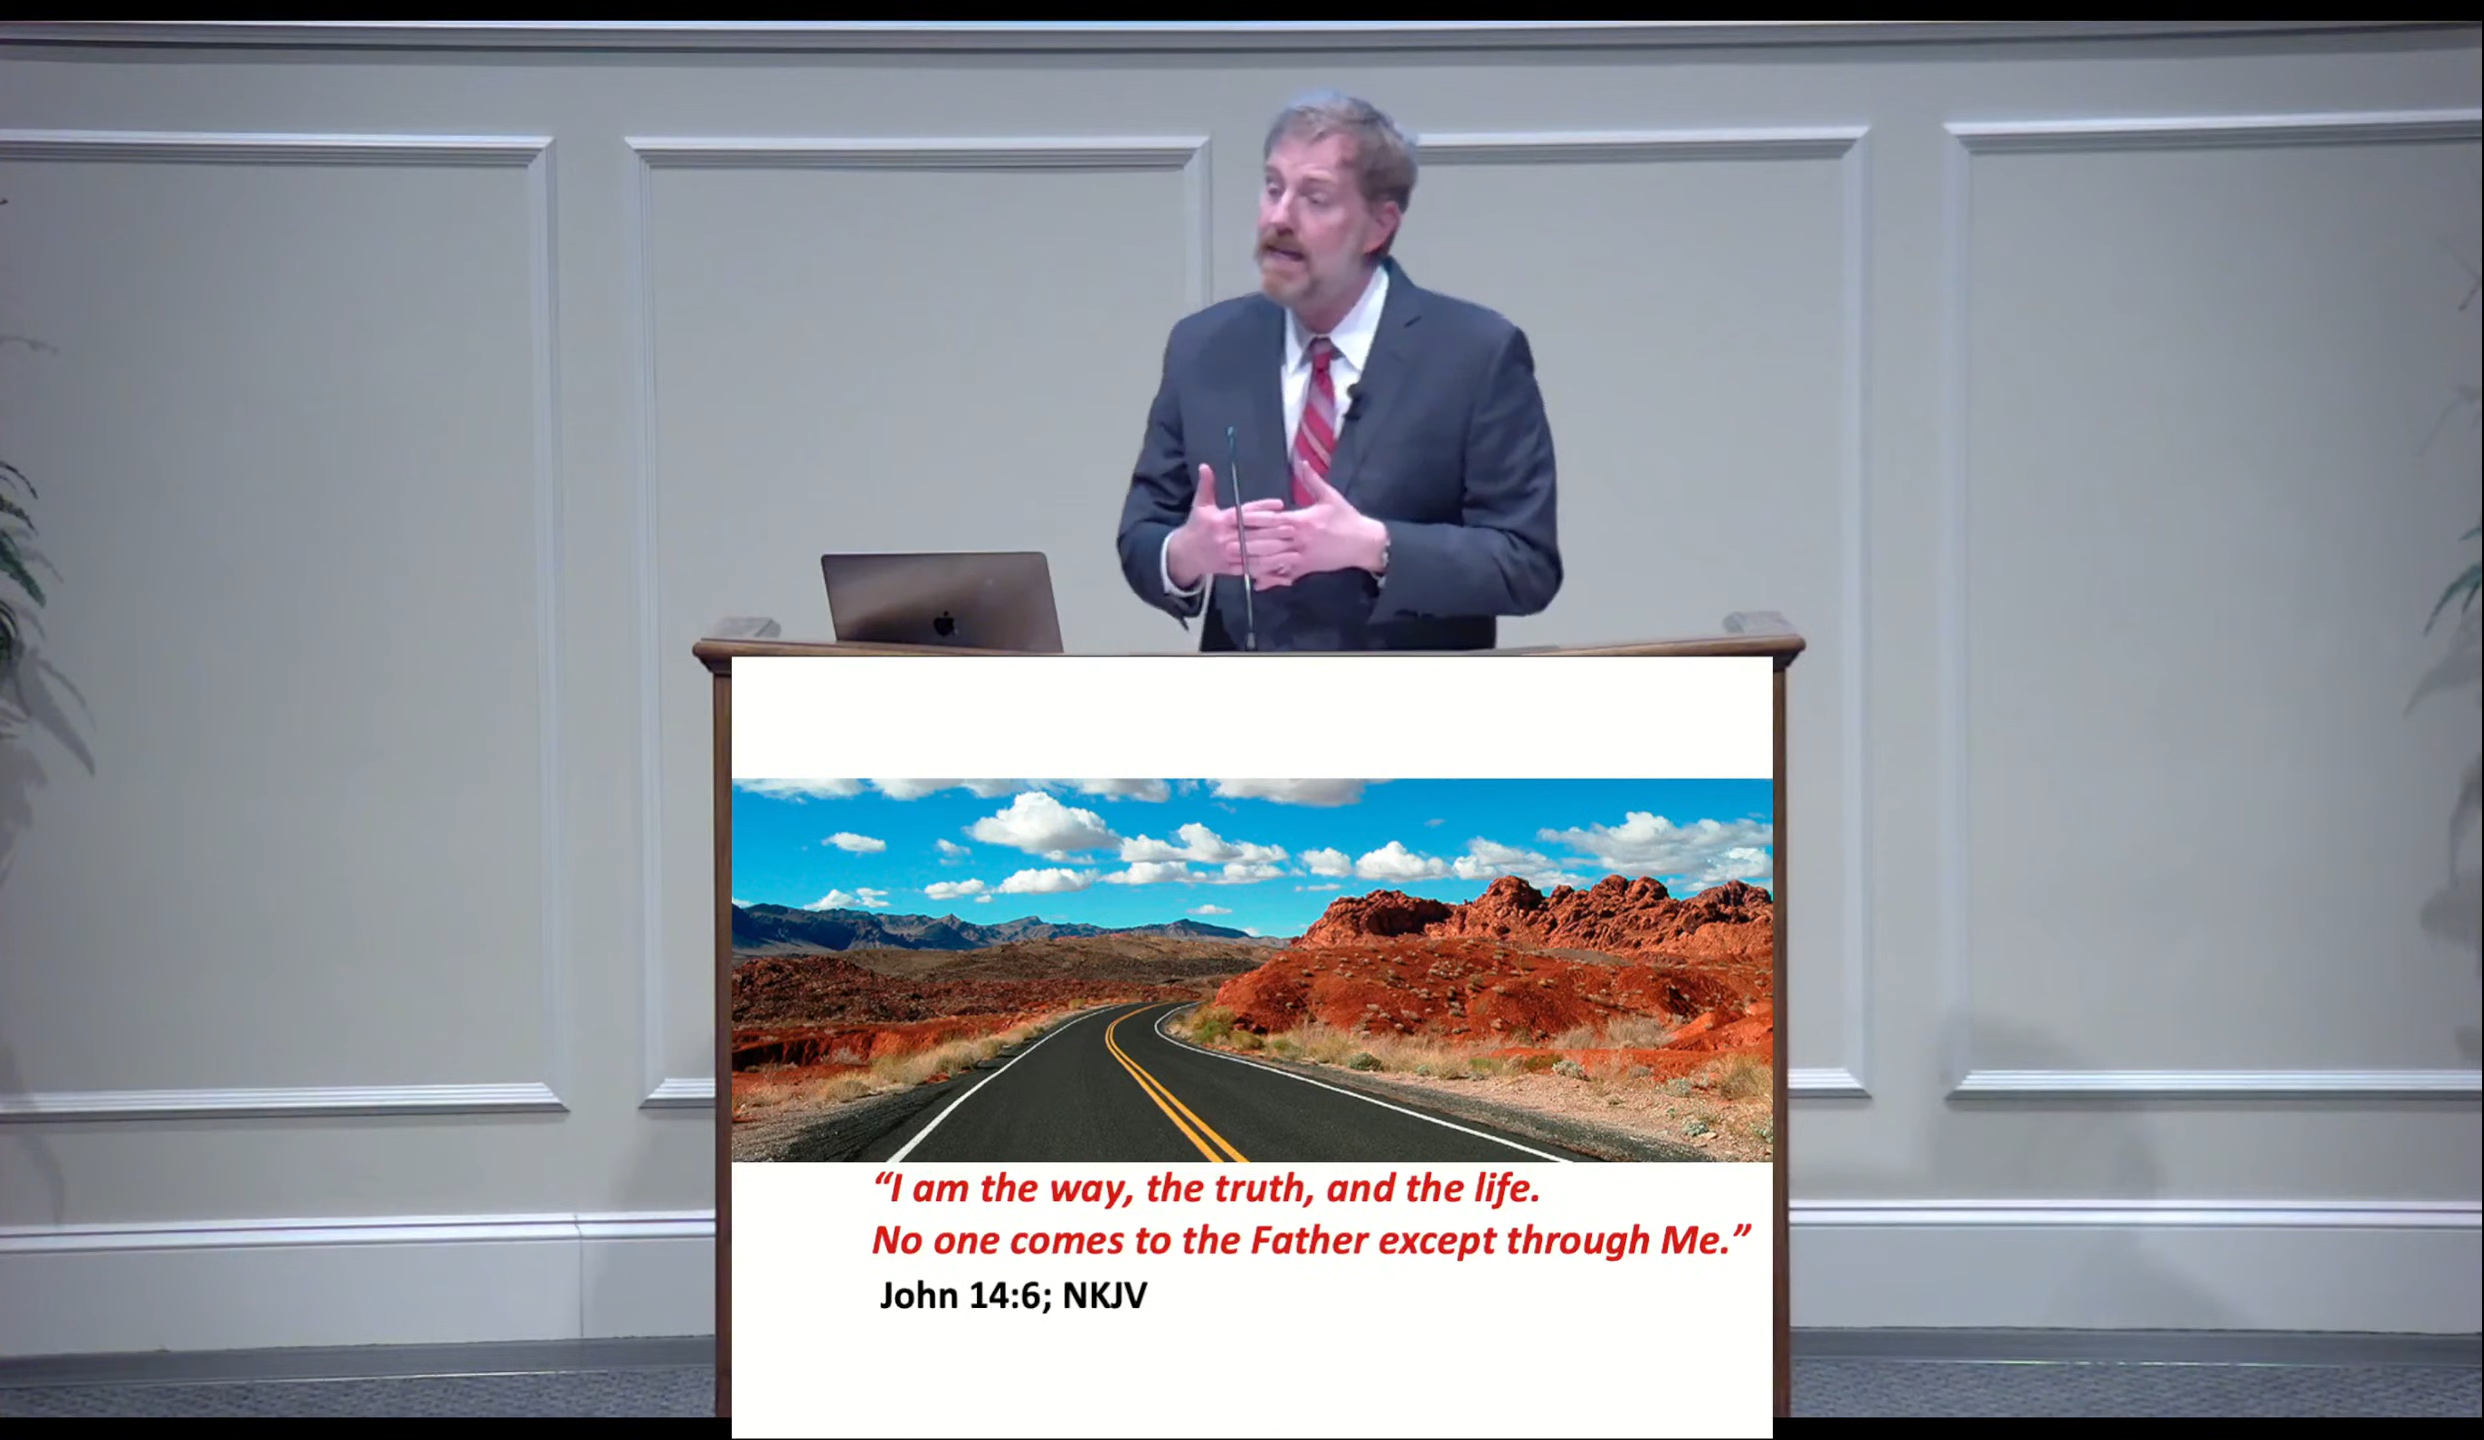 “I am the way, the truth, and the life.
No one comes to the Father except through Me.”
John 14:6; NKJV